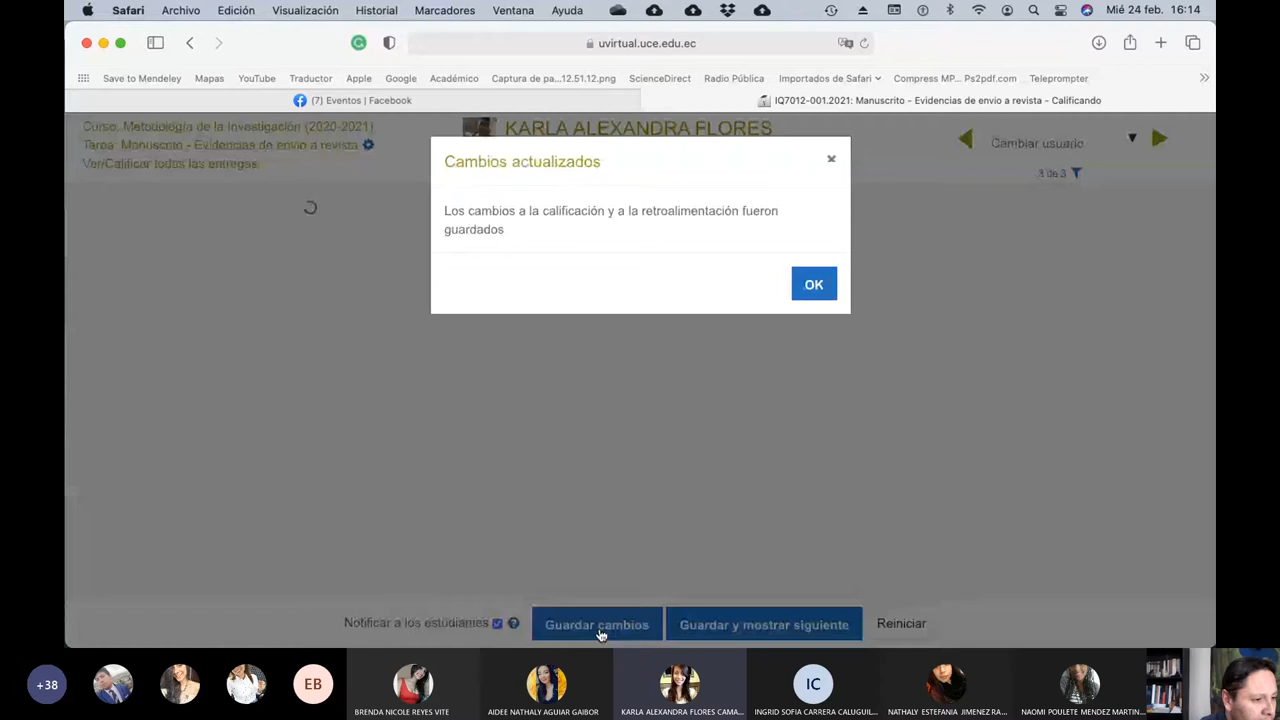 Safari Archivo Edición Visualización Historial Marcadores Ventana Ayuda Mié 24 feb. 16:14
uvirtual.uce.edu.ec
Save to Mendeley Mapas YouTube Traductor Apple Google Académico Captura de pa...12.51.12.png ScienceDirect Radio Pública Importados de Safari Compress MP... Ps2pdf.com Teleprompter
(7) Eventos | Facebook IQ7012-001.2021: Manuscrito - Evidencias de envio a revista - Calificando
Curso: Metodología de la Investigación (2020-2021) KARLA ALEXANDRA FLORES
Tarea: Manuscrito - Evidencias de envio a revista Cambiar usuario
Ver/Calificar todas las entregas
3 de 3
Cambios actualizados
Los cambios a la calificación y a la retroalimentación fueron
guardados
OK
Notificar a los estudiantes Guardar cambios Guardar y mostrar siguiente Reiniciar
+38 EB IC
BRENDA NICOLE REYES VITE AIDEE NATHALY AGUIAR GAIBOR KARLA ALEXANDRA FLORES CAMA... INGRID SOFIA CARRERA CALUGUIL... NATHALY ESTEFANIA JIMENEZ RA... NAOMI POULETE MENDEZ MARTIN...